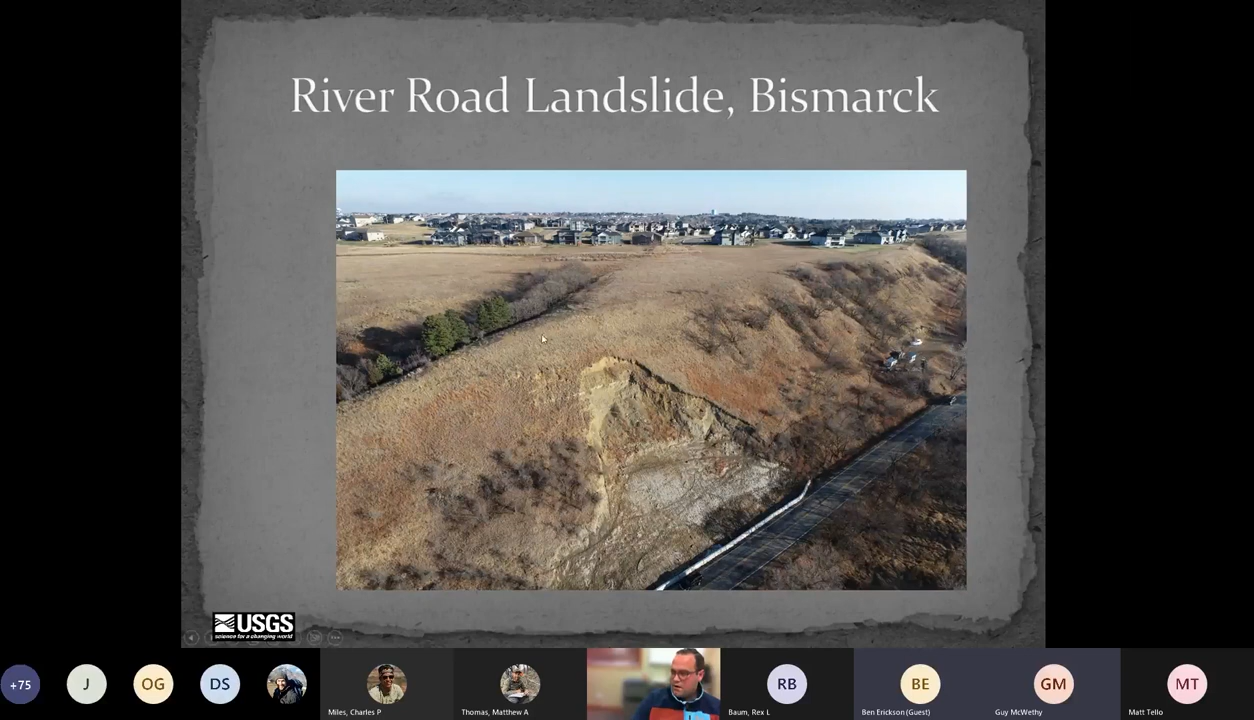 River Road Landslide, Bismarck
USGS
science for a changing world
+75
J
OG
DS
Miles, Charles P
Thomas, Matthew A
RB
Baum, Rex L
BE
Ben Erickson (Guest)
GM
Guy McWethy
MT
Matt Tello